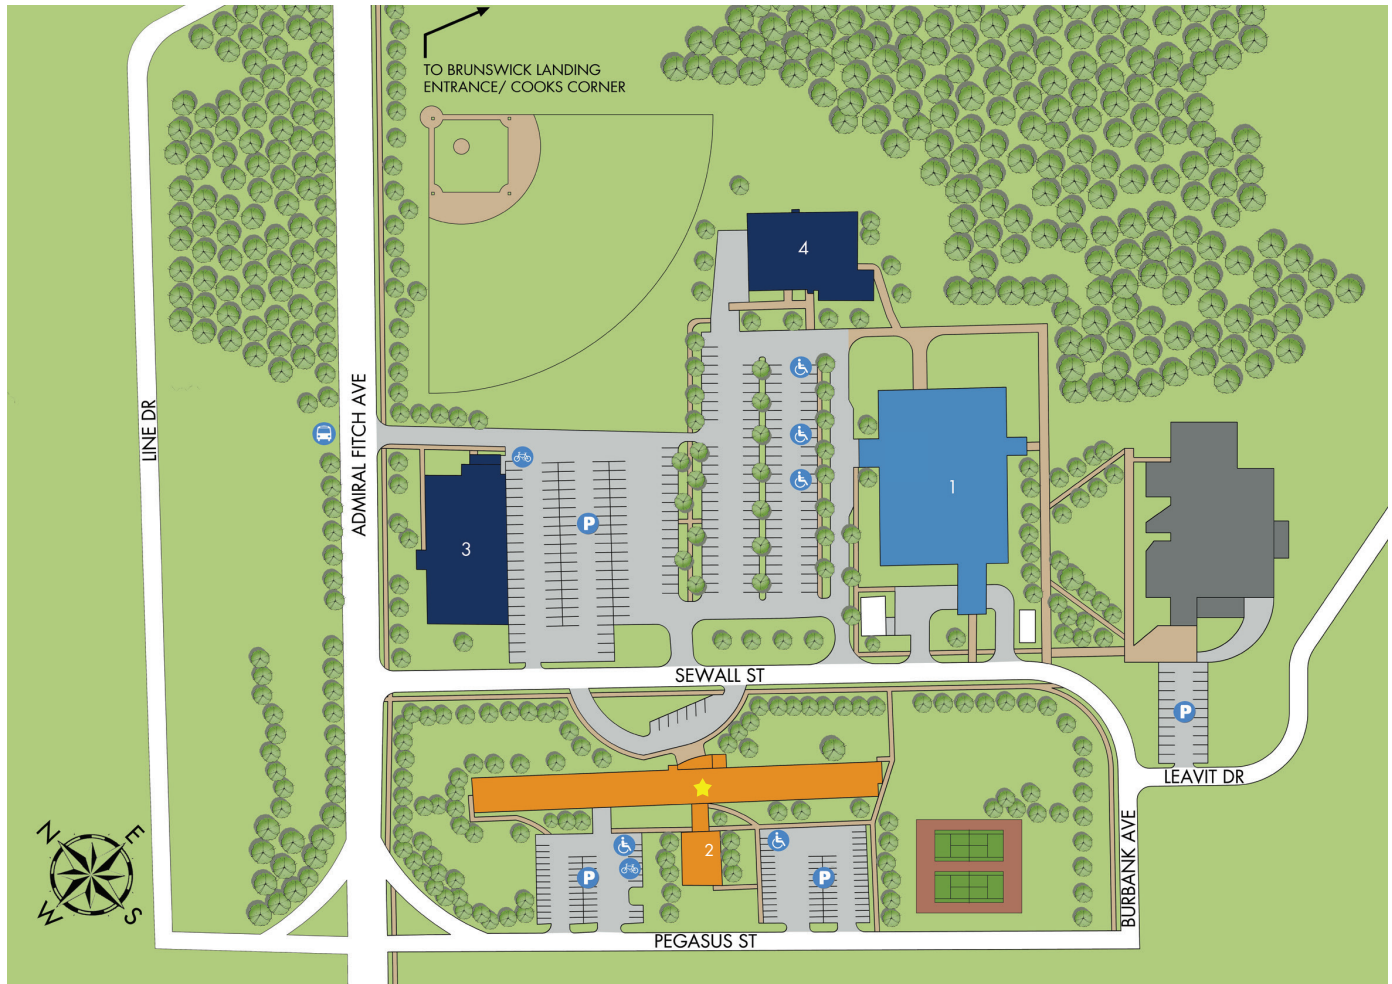 TO BRUNSWICK LANDING
ENTRANCE/ COOKS CORNER
4
LINE DR
ADMIRAL FITCH AVE
1
3
P
SEWALL ST
P
LEAVIT DR
N
E
W
S
2
P
P
BURBANK AVE
PEGASUS ST